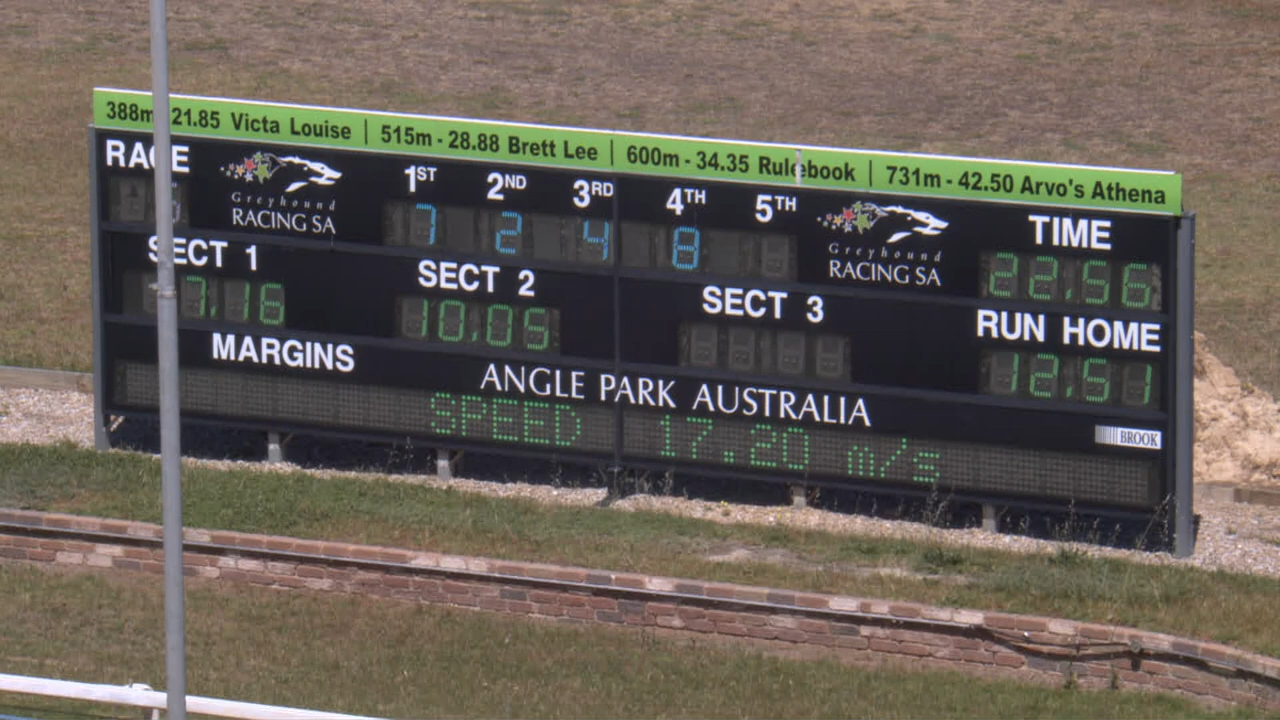 388m 21.85 Victa Louise | 515m - 28.88 Brett Lee | 600m - 34.35 Rulebook | 731m - 42.50 Arvo's Athena
RACE
Greyhound
RACING SA
1ST 2ND 3RD 4TH 5TH
7 2 4 8
Greyhound
RACING SA
TIME
22.56
SECT 1
7.16
SECT 2
10.05
SECT 3
RUN HOME
12.51
MARGINS
ANGLE PARK AUSTRALIA
BROOK
SPEED 17.20 m/s